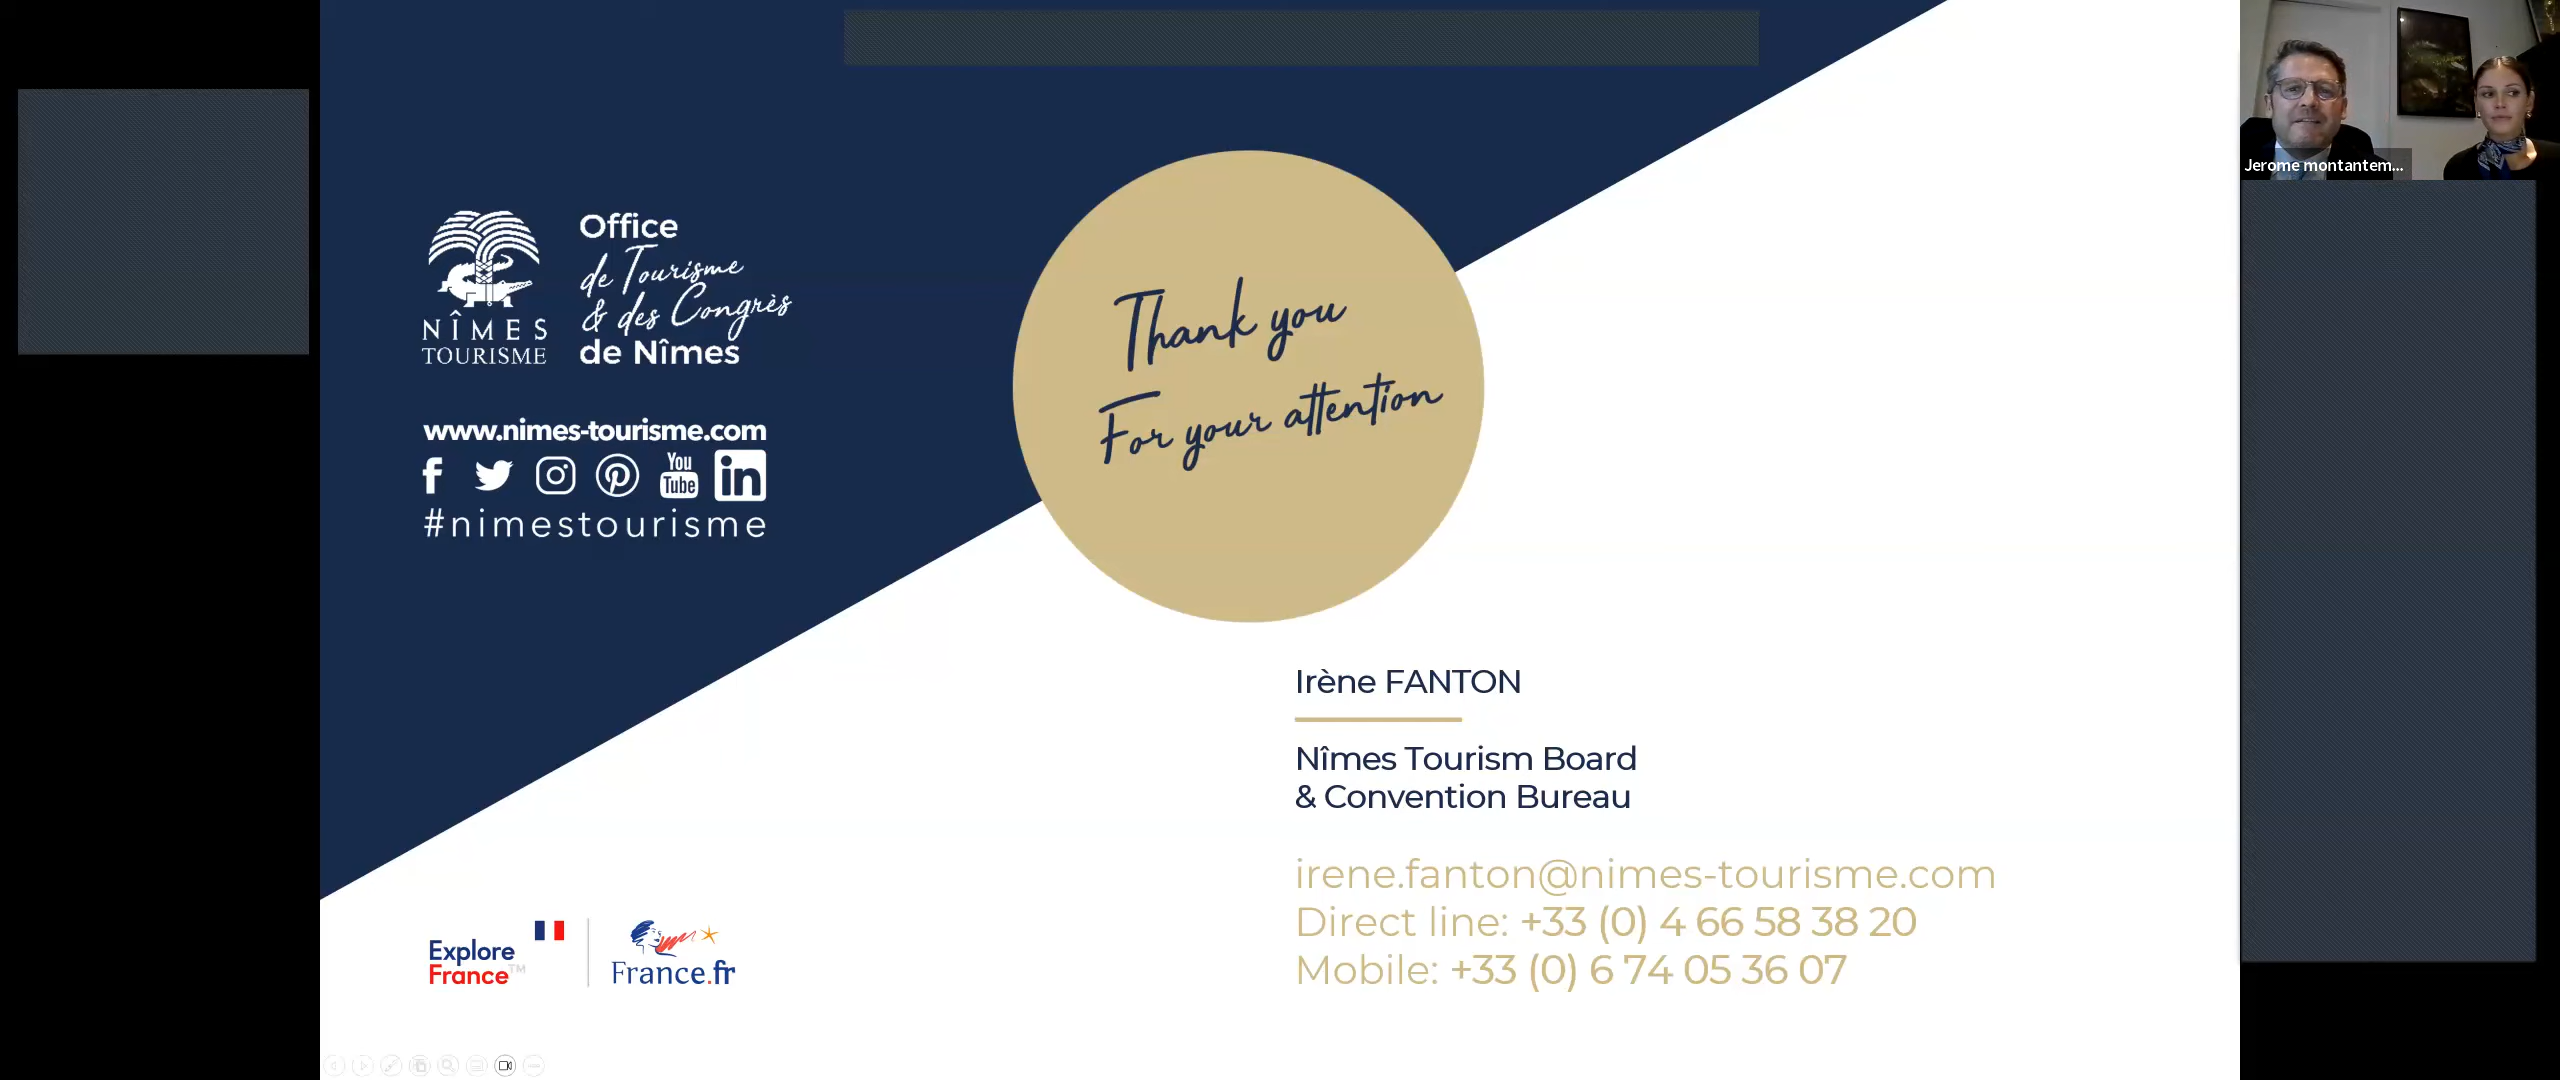 NÎMES
TOURISME
Office
de Tourisme
& des Congrès
de Nîmes
www.nimes-tourisme.com
You
Tube
in
#nimestourisme
Thank you
For your attention
Irène FANTON
Nîmes Tourism Board
& Convention Bureau
irene.fanton@nimes-tourisme.com
Direct line: +33 (0) 4 66 58 38 20
Mobile: +33 (0) 6 74 05 36 07
Explore
France™
France.fr
Jerome montantem...